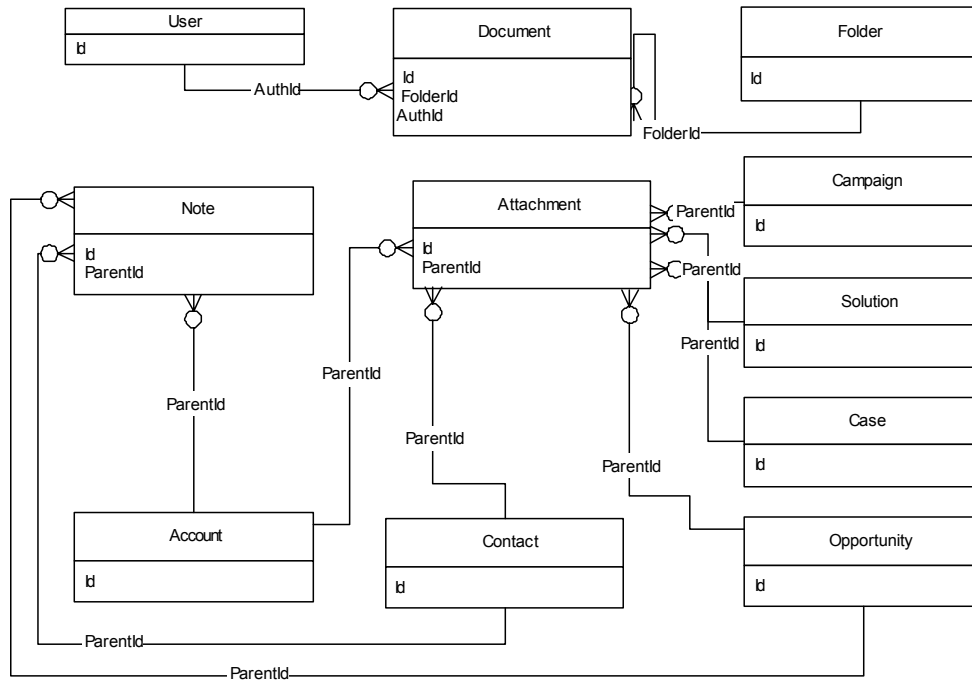 User
Id
Document
Id
FolderId
AuthId
Folder
Id
AuthId
FolderId
Note
Id
ParentId
Attachment
Id
ParentId
Campaign
Id
ParentId
ParentId
Solution
Id
ParentId
ParentId
ParentId
Case
Id
ParentId
ParentId
Account
Id
Contact
Id
Opportunity
Id
ParentId
ParentId